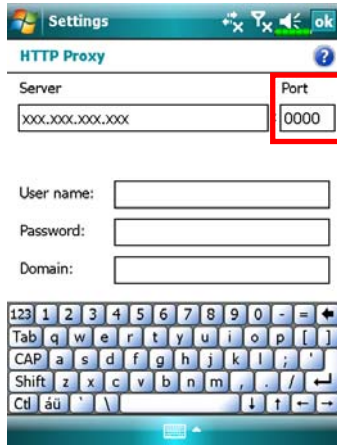 Settings ok
HTTP Proxy ?
Server Port
xxx.xxx.xxx.xxx : 0000
User name:
Password:
Domain:
123 1 2 3 4 5 6 7 8 9 0 - =
Tab q w e r t y u i o p [ ]
CAP a s d f g h j k l ; '
Shift z x c v b n m , . /
Ctl áü ` \